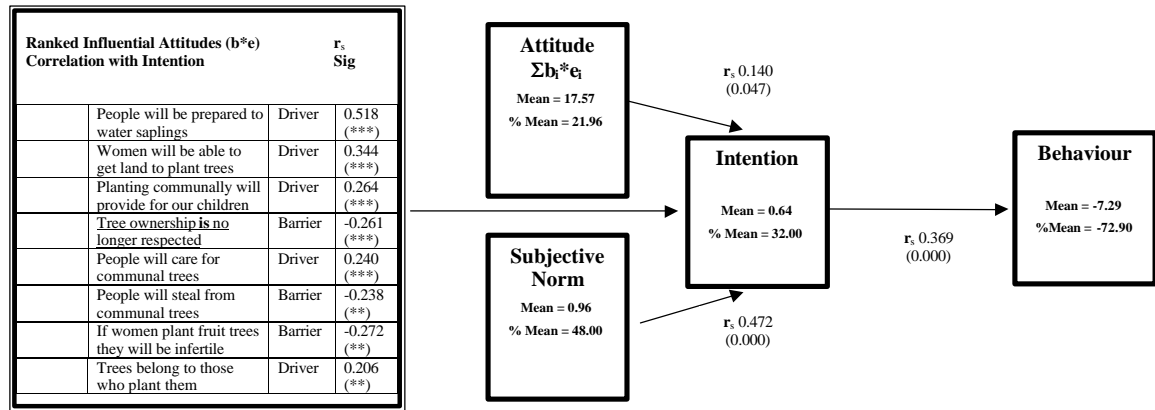 Ranked Influential Attitudes (b*e) rₛ
Correlation with Intention Sig
People will be prepared to Driver 0.518
water saplings (***)
Women will be able to Driver 0.344
get land to plant trees (***)
Planting communally will Driver 0.264
provide for our children (***)
Tree ownership is no Barrier -0.261
longer respected (***)
People will care for Driver 0.240
communal trees (***)
People will steal from Barrier -0.238
communal trees (**)
If women plant fruit trees Barrier -0.272
they will be infertile (**)
Trees belong to those Driver 0.206
who plant them (**)
Attitude
Σbᵢ*eᵢ
Mean = 17.57
% Mean = 21.96
Subjective
Norm
Mean = 0.96
% Mean = 48.00
rₛ 0.140
(0.047)
Intention
Mean = 0.64
% Mean = 32.00
rₛ 0.472
(0.000)
rₛ 0.369
(0.000)
Behaviour
Mean = -7.29
%Mean = -72.90